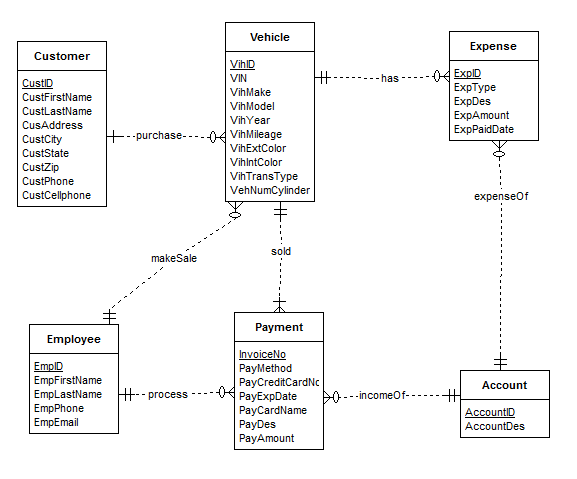 Customer
CustID
CustFirstName
CustLastName
CusAddress
CustCity
CustState
CustZip
CustPhone
CustCellphone
purchase
Vehicle
VihID
VIN
VihMake
VihModel
VihYear
VihMileage
VihExtColor
VihIntColor
VihTransType
VehNumCylinder
has
Expense
ExpID
ExpType
ExpDes
ExpAmount
ExpPaidDate
expenseOf
makeSale
sold
Employee
EmpID
EmpFirstName
EmpLastName
EmpPhone
EmpEmail
process
Payment
InvoiceNo
PayMethod
PayCreditCardNo
PayExpDate
PayCardName
PayDes
PayAmount
incomeOf
Account
AccountID
AccountDes